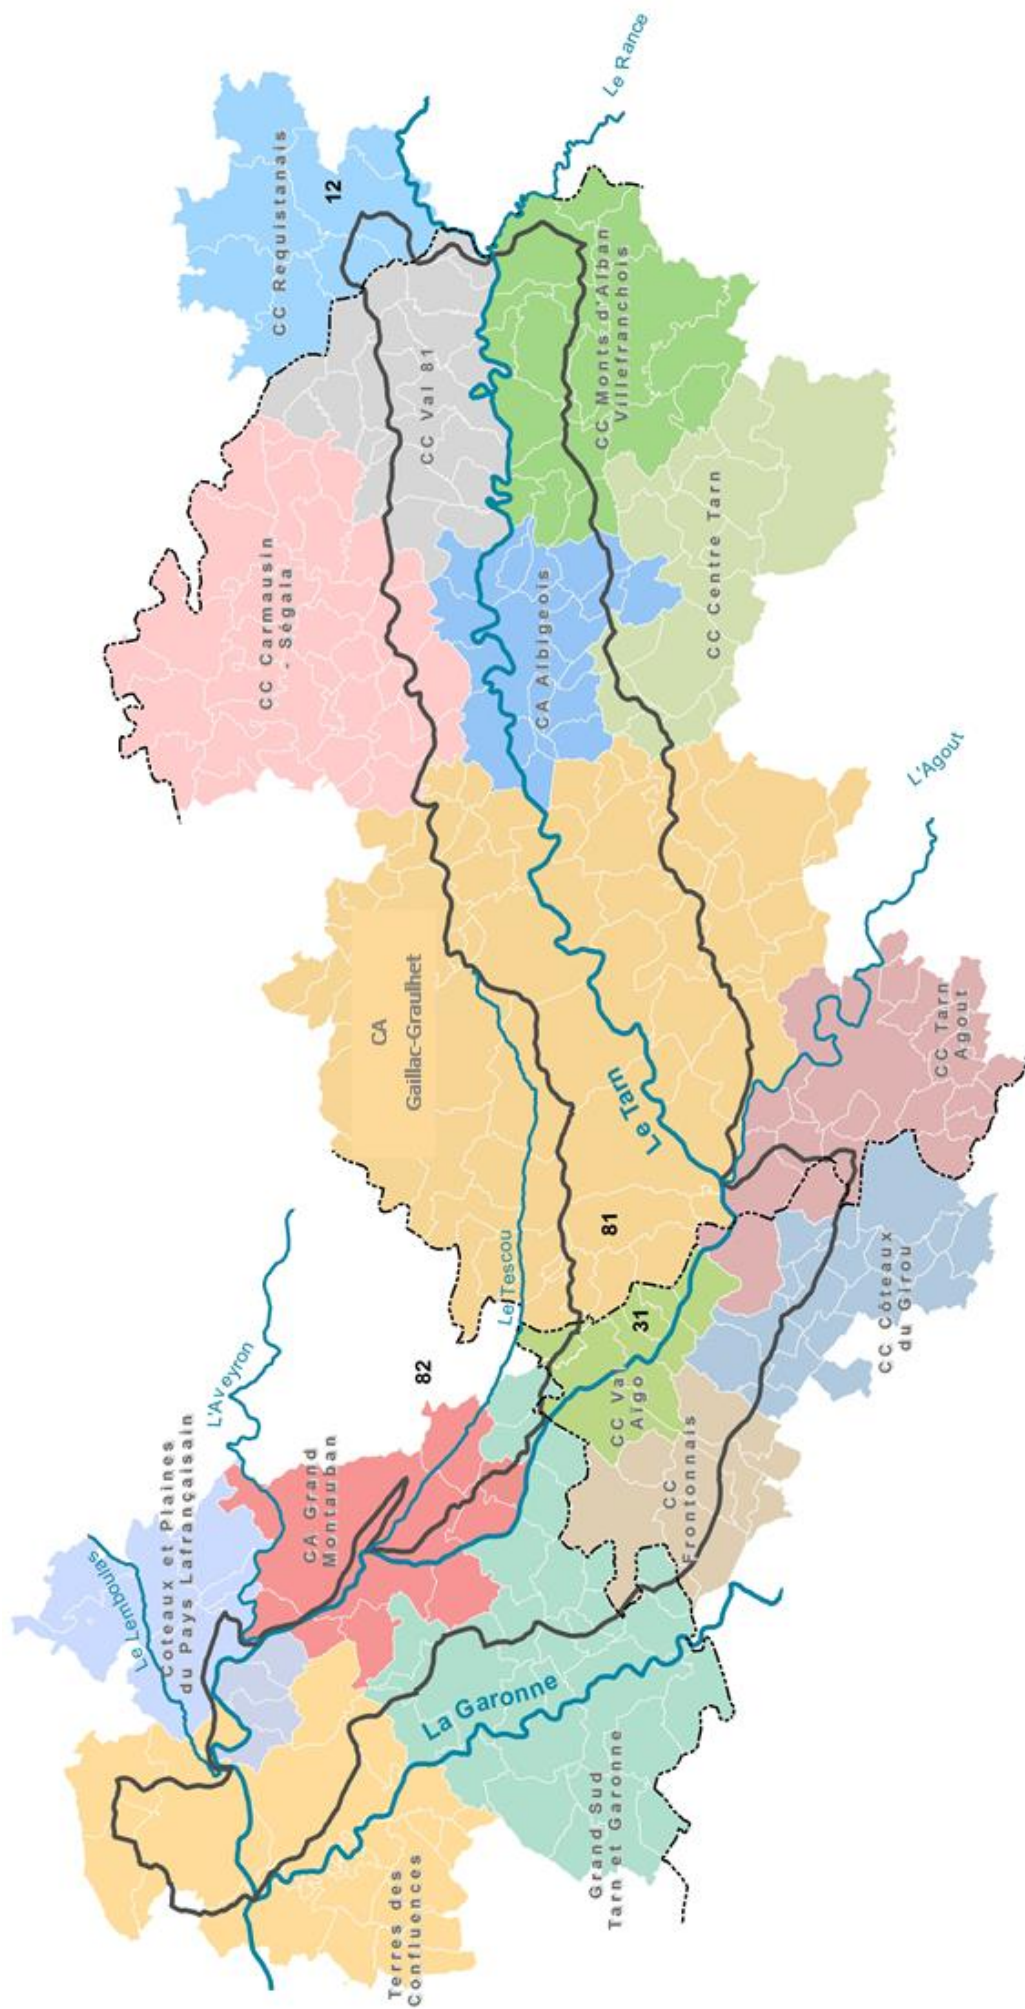 Coteaux et Plaines
du Pays Lafrançaisain
Le Lemboulas
L'Aveyron
Terres des
Confluences
CA Grand
Montauban
82
La Garonne
Grand Sud
Tarn et Garonne
Le Tescou
CC Va
Aïgo
31
CC
Frontonnais
CC Côteaux
du Girou
81
CA
Gaillac-Graulhet
Le Tarn
CC Tarn
Agout
L'Agout
CC Carmausin
- Ségala
CA Albigeois
CC Centre Tarn
CC Val 81
CC Monts d'Alban
Villefranchois
CC Requistanais
12
Le Rance